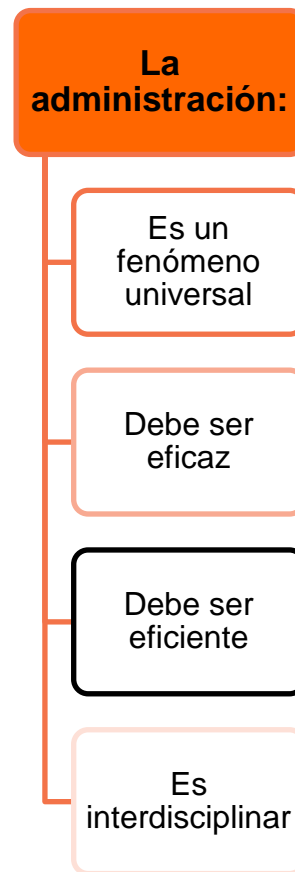 La
administración:
Es un
fenómeno
universal
Debe ser
eficaz
Debe ser
eficiente
Es
interdisciplinar